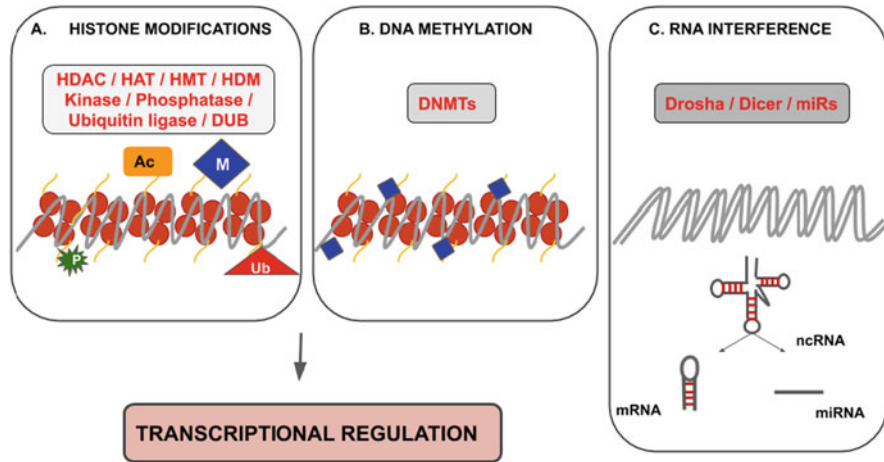 A. HISTONE MODIFICATIONS
HDAC / HAT / HMT / HDM
Kinase / Phosphatase /
Ubiquitin ligase / DUB
Ac
M
P
Ub
B. DNA METHYLATION
DNMTs
C. RNA INTERFERENCE
Drosha / Dicer / miRs
ncRNA
mRNA
miRNA
TRANSCRIPTIONAL REGULATION